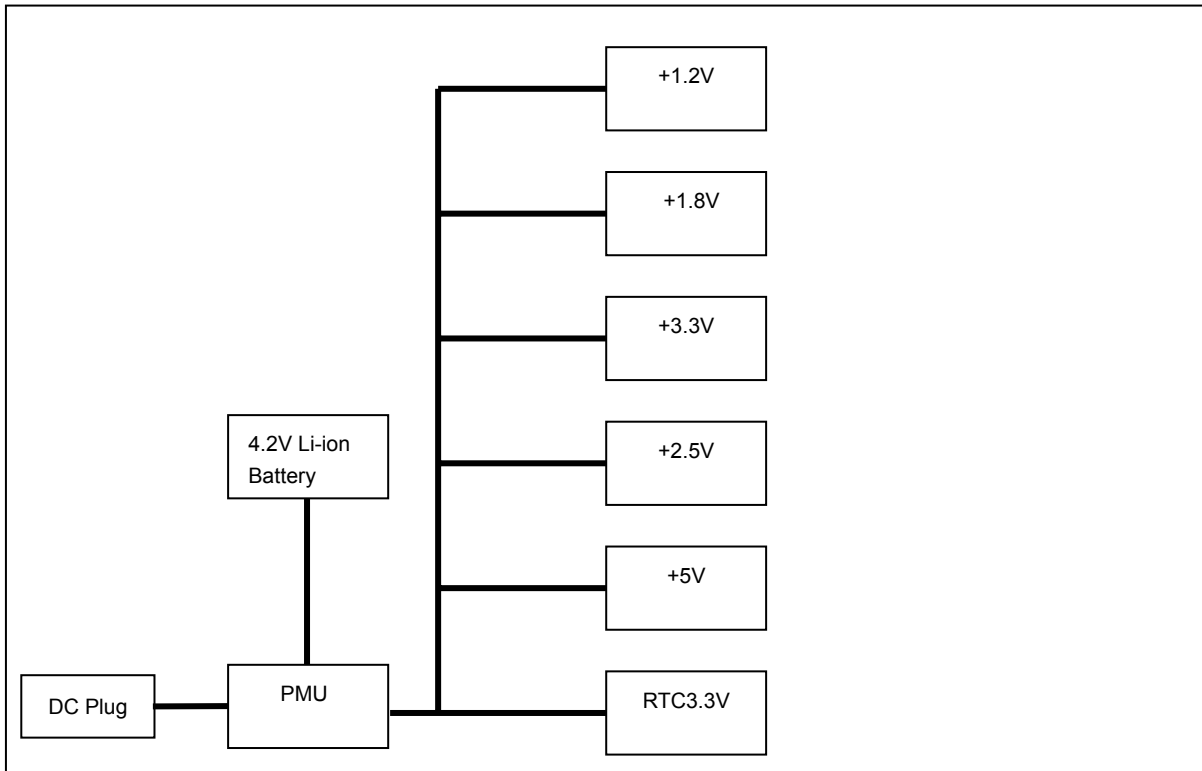 +1.2V
+1.8V
+3.3V
4.2V Li-ion
Battery
+2.5V
+5V
DC Plug
PMU
RTC3.3V